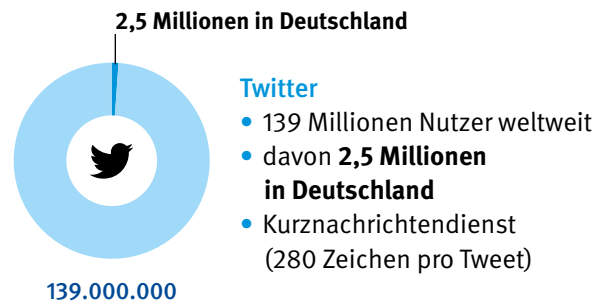 2,5 Millionen in Deutschland
Twitter
• 139 Millionen Nutzer weltweit
• davon 2,5 Millionen
in Deutschland
• Kurznachrichtendienst
(280 Zeichen pro Tweet)
139.000.000